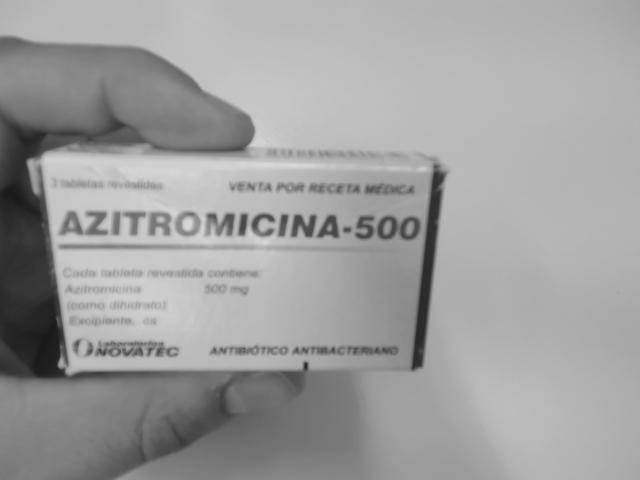 3 tabletas revestidas
VENTA POR RECETA MÉDICA
AZITROMICINA-500
Cada tableta revestida contiene:
Azitromicina 500 mg
(como dihidrato)
Excipiente, cs
Laboratorios
NOVATEC
ANTIBIÓTICO ANTIBACTERIANO